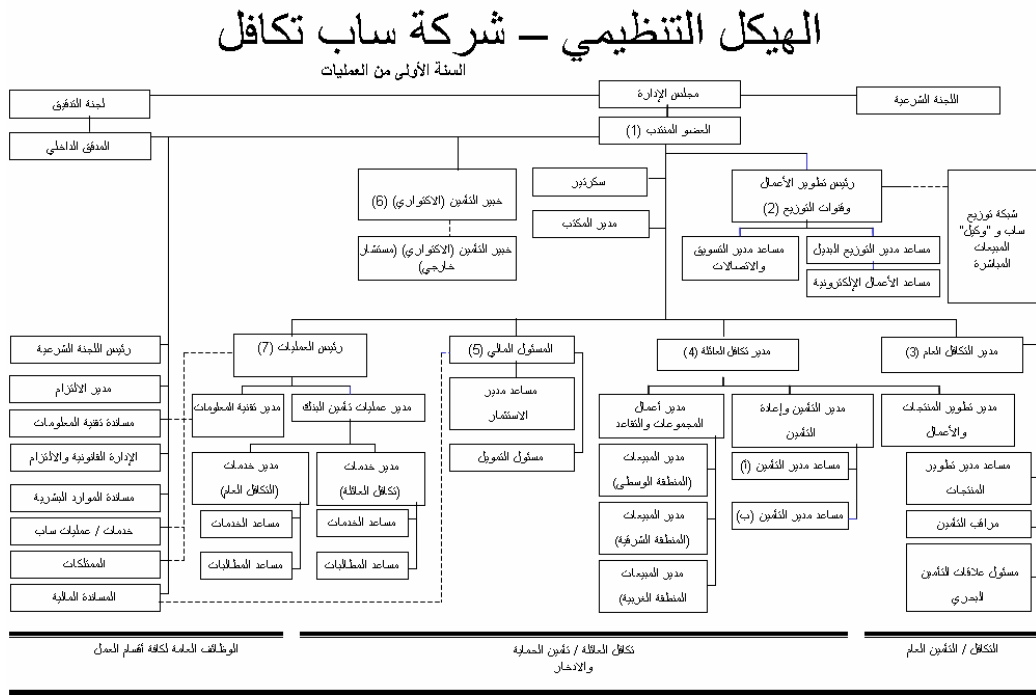 الهيكل التنظيمي – شركة ساب تكافل
السنة الأولى من العمليات
مجلس الإدارة
اللجنة الشرعية
لجنة التدقيق
العضو المنتدب (1)
المدقق الداخلي
رئيس تطوير الأعمال
وقنوات التوزيع (2)
شبكة توزيع
ساب و "وكيل"
المبيعات
المباشرة
سكرتير
مدير المكتب
خبير التأمين (الاكتواري) (6)
خبير التأمين (الاكتواري) (مستشار
خارجي)
مساعد مدير التوزيع البديل
مساعد مدير التسويق
والاتصالات
مساعد الأعمال الإلكترونية
مدير التكافل العام (3)
مدير تكافل العائلة (4)
المسئول المالي (5)
رئيس العمليات (7)
رئيس اللجنة الشرعية
مدير الالتزام
مساندة تقنية المعلومات
الإدارة القانونية والالتزام
مساندة الموارد البشرية
خدمات / عمليات ساب
الممتلكات
المساندة المالية
مدير تطوير المنتجات
والأعمال
مدير التأمين وإعادة
التأمين
مدير أعمال
المجموعات والتقاعد
مساعد مدير
الاستثمار
مسئول التمويل
مدير عمليات تأمين البنك
مدير تقنية المعلومات
مساعد مدير تطوير
المنتجات
مراقب التأمين
مسئول علاقات التأمين
البحري
مساعد مدير التأمين (أ)
مساعد مدير التأمين (ب)
مدير المبيعات
(المنطقة الوسطى)
مدير المبيعات
(المنطقة الشرقية)
مدير المبيعات
المنطقة الغربية)
مدير خدمات
(تكافل العائلة)
مساعد الخدمات
مساعد المطالبات
مدير خدمات
(التكافل العام)
مساعد الخدمات
مساعد المطالبات
التكافل / التأمين العام
تكافل العائلة / تأمين الحماية
والادخار
الوظائف العامة لكافة أقسام العمل